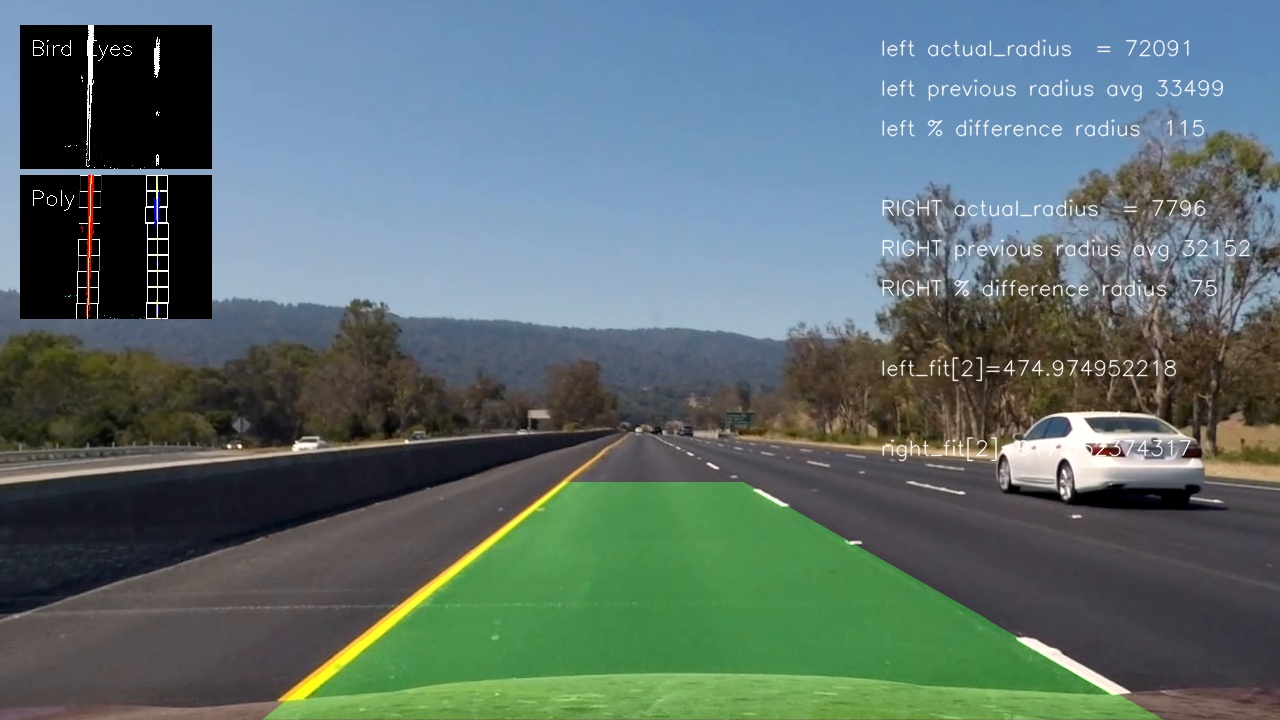 Bird Eyes
Poly
left actual_radius = 72091
left previous radius avg 33499
left % difference radius 115
RIGHT actual_radius = 7796
RIGHT previous radius avg 32152
RIGHT % difference radius 75
left_fit[2]=474.974952218
right_fit[2]